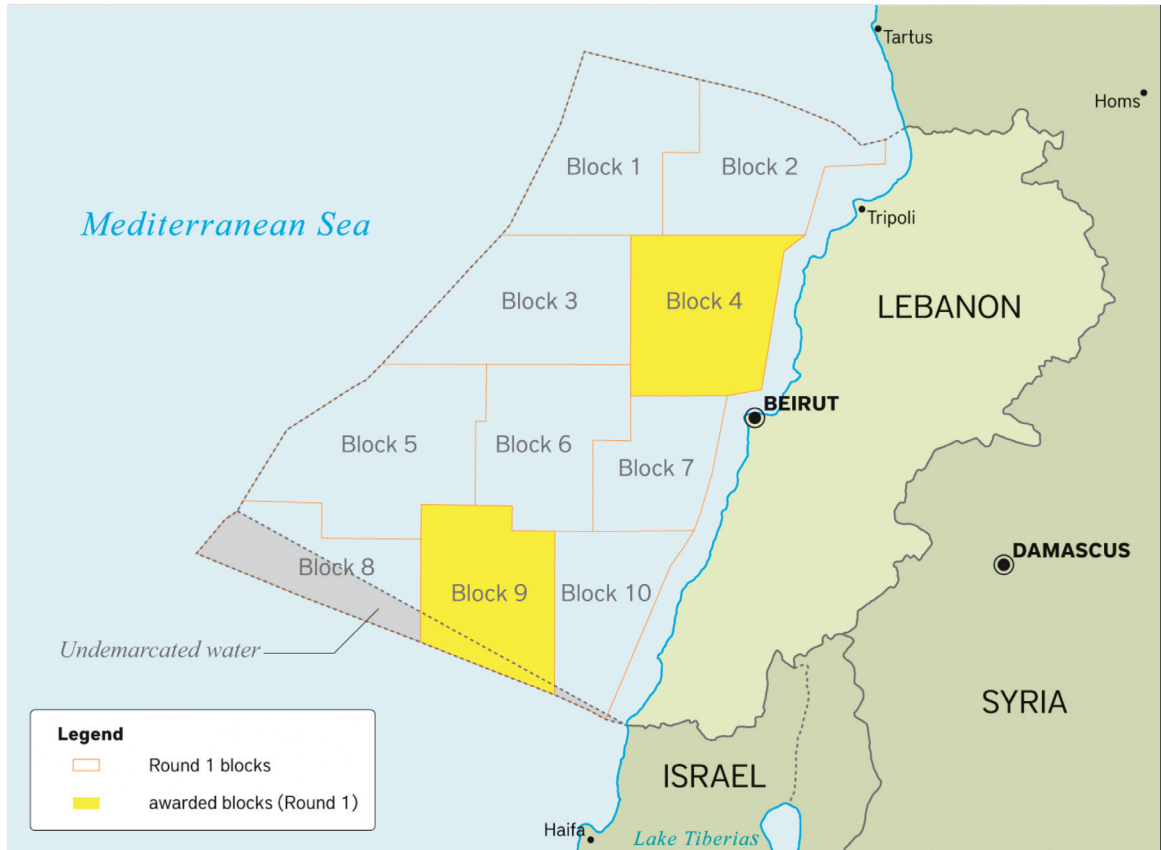 Tartus
Homs
Block 1
Block 2
Tripoli
Mediterranean Sea
Block 3
Block 4
LEBANON
BEIRUT
Block 5
Block 6
Block 7
DAMASCUS
Block 8
Block 9
Block 10
Undemarcated water
SYRIA
Legend
Round 1 blocks
awarded blocks (Round 1)
ISRAEL
Haifa
Lake Tiberias